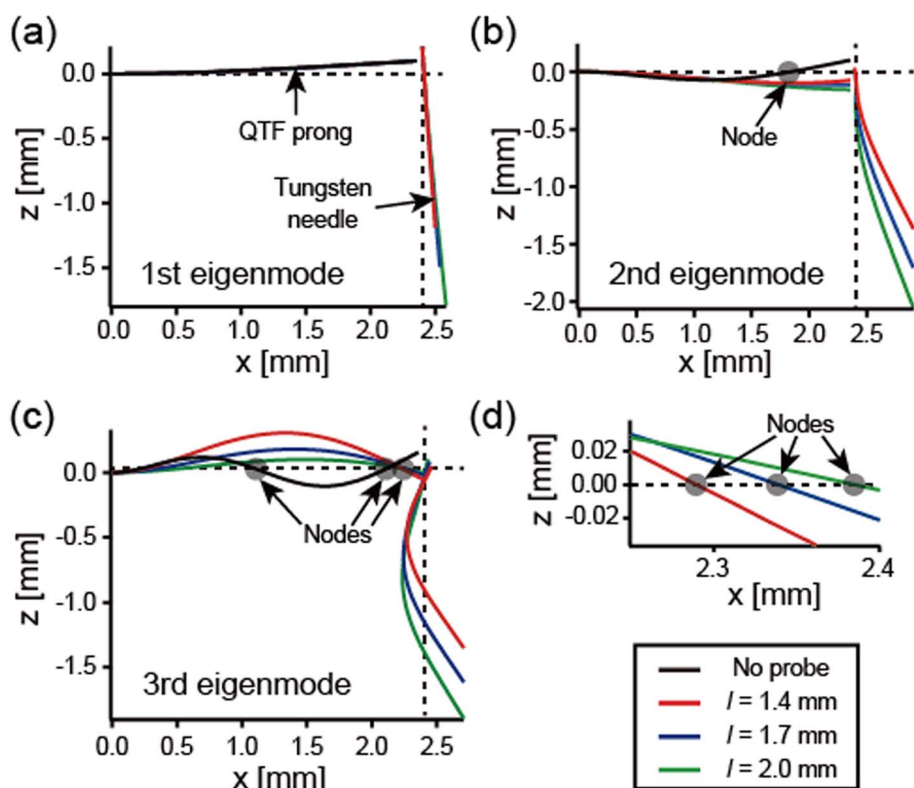 (a)
z [mm]
0.0
-0.5
-1.0
-1.5
QTF prong
Tungsten
needle
1st eigenmode
0.0 0.5 1.0 1.5 2.0 2.5
x [mm]
(b)
z [mm]
0.0
-0.5
-1.0
-1.5
-2.0
Node
2nd eigenmode
0.0 0.5 1.0 1.5 2.0 2.5
x [mm]
(c)
z [mm]
0.0
-0.5
-1.0
-1.5
Nodes
3rd eigenmode
0.0 0.5 1.0 1.5 2.0 2.5
x [mm]
(d)
z [mm]
0.02
0.00
-0.02
Nodes
2.3 2.4
x [mm]
No probe
l = 1.4 mm
l = 1.7 mm
l = 2.0 mm